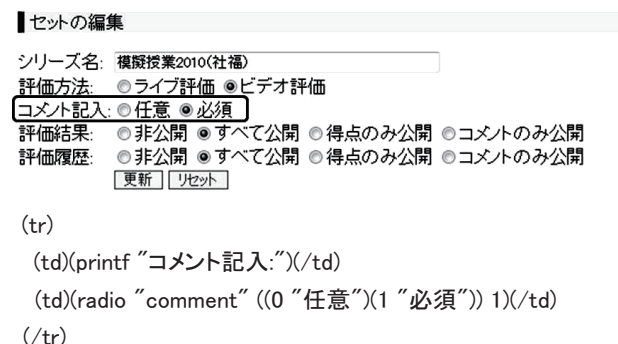 セットの編集
シリーズ名: 模擬授業2010(社福)
評価方法: ライブ評価 ビデオ評価
コメント記入: 任意 必須
評価結果: 非公開 すべて公開 得点のみ公開 コメントのみ公開
評価履歴: 非公開 すべて公開 得点のみ公開 コメントのみ公開
更新 リセット
(tr)
(td)(printf "コメント記入:")(/td)
(td)(radio "comment" ((0 "任意")(1 "必須")) 1)(/td)
(/tr)